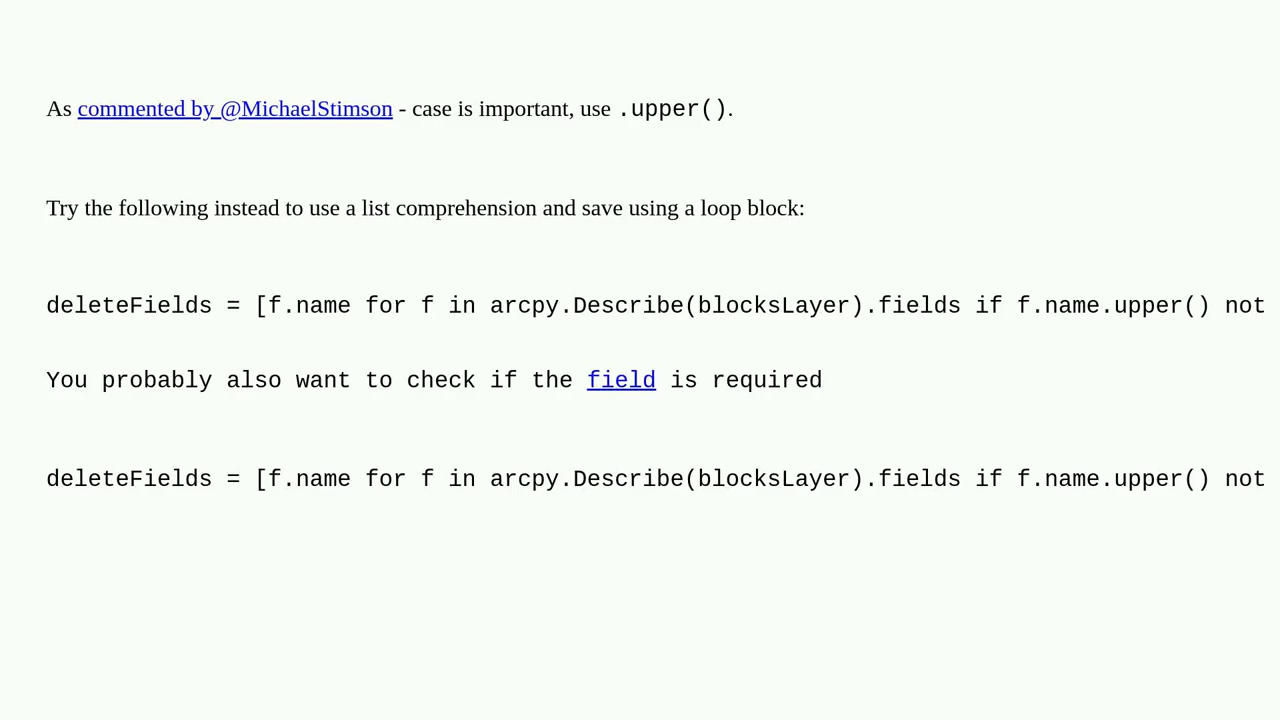 As commented by @MichaelStimson - case is important, use .upper().
Try the following instead to use a list comprehension and save using a loop block:
deleteFields = [f.name for f in arcpy.Describe(blocksLayer).fields if f.name.upper() not
You probably also want to check if the field is required
deleteFields = [f.name for f in arcpy.Describe(blocksLayer).fields if f.name.upper() not